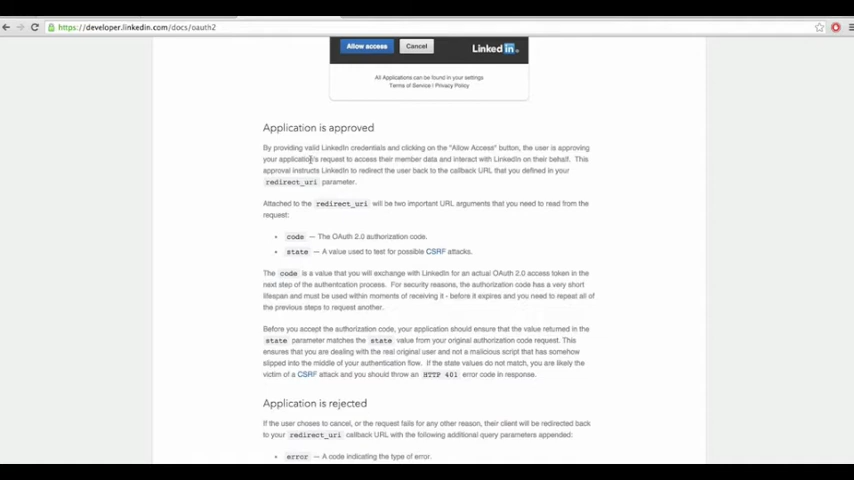 https://developer.linkedin.com/docs/oauth2
Allow access
Cancel
Linked in.
All Applications can be found in your settings
Terms of Service | Privacy Policy
Application is approved
By providing valid LinkedIn credentials and clicking on the "Allow Access" button, the user is approving
your application's request to access their member data and interact with LinkedIn on their behalf. This
approval instructs LinkedIn to redirect the user back to the callback URL that you defined in your
redirect_uri parameter.
Attached to the redirect_uri will be two important URL arguments that you need to read from the
request:
code — The OAuth 2.0 authorization code.
state — A value used to test for possible CSRF attacks.
The code is a value that you will exchange with LinkedIn for an actual OAuth 2.0 access token in the
next step of the authentcation process. For security reasons, the authorization code has a very short
lifespan and must be used within moments of receiving it - before it expires and you need to repeat all of
the previous steps to request another.
Before you accept the authorization code, your application should ensure that the value returned in the
state parameter matches the state value from your original authorization code request. This
ensures that you are dealing with the real original user and not a malicious script that has somehow
slipped into the middle of your authentication flow. If the state values do not match, you are likely the
victim of a CSRF attack and you should throw an HTTP 401 error code in response.
Application is rejected
If the user choses to cancel, or the request fails for any other reason, their client will be redirected back
to your redirect_uri callback URL with the following additional query parameters appended:
error — A code indicating the type of error.